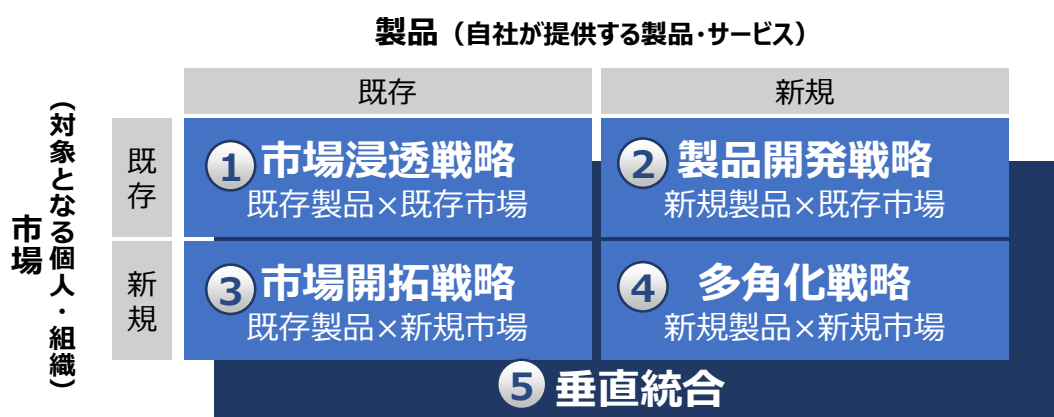 製品（自社が提供する製品・サービス）
既存
新規
市場
（対象となる個人・組織）
既存
① 市場浸透戦略
既存製品×既存市場
② 製品開発戦略
新規製品×既存市場
新規
③ 市場開拓戦略
既存製品×新規市場
④ 多角化戦略
新規製品×新規市場
⑤ 垂直統合